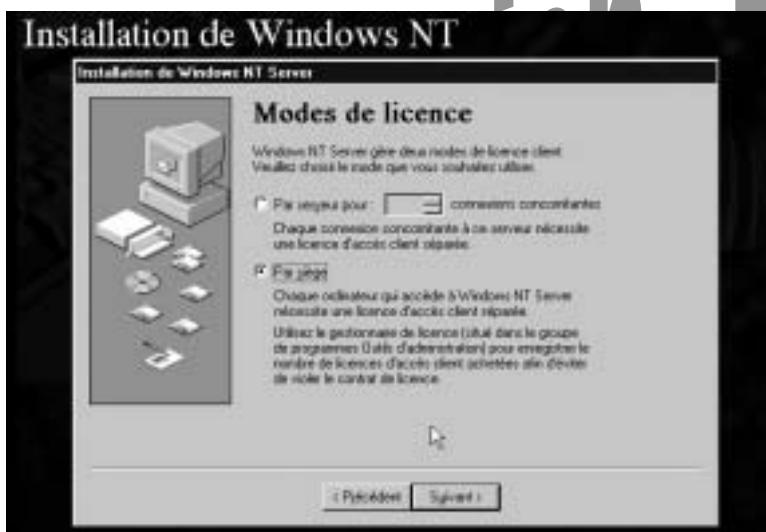 Installation de Windows NT
Installation de Windows NT Server
Modes de licence
Windows NT Server gère deux modes de licence client.
Veuillez choisir le mode que vous souhaitez utiliser.
Par serveur pour : connexions concomitantes
Chaque connexion concomitante à ce serveur nécessite
une licence d'accès client séparée.
Par siège
Chaque ordinateur qui accède à Windows NT Server
nécessite une licence d'accès client séparée.
Utilisez le gestionnaire de licence (situé dans le groupe
de programmes Outils d'administration) pour enregistrer le
nombre de licences d'accès client achetées afin d'éviter
de violer le contrat de licence.
< Précédent Suivant >